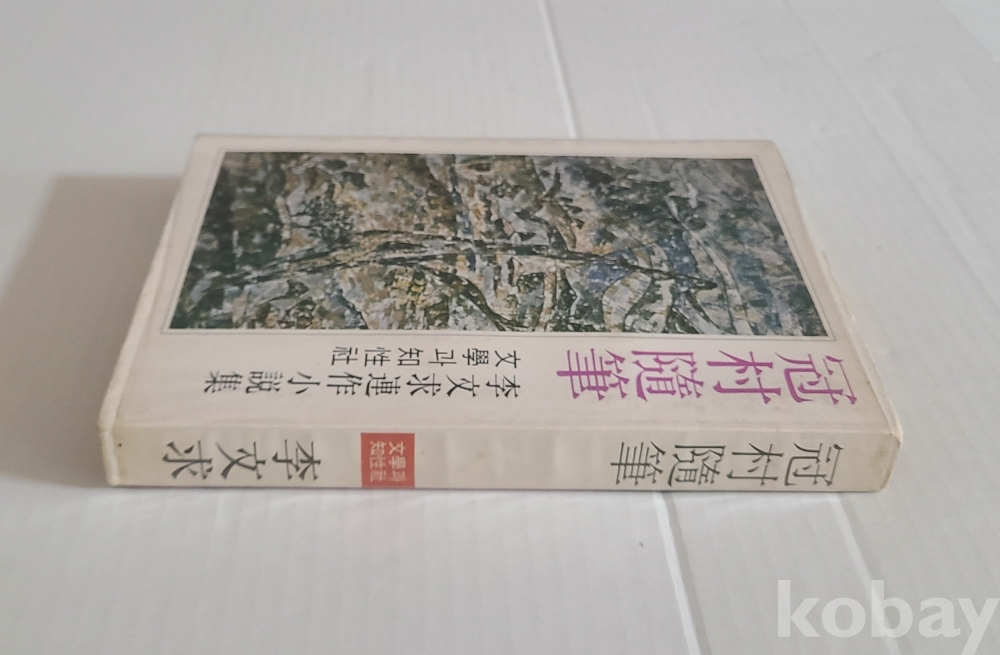 冠村隨筆
李文求連作小說集
文學과知性社
冠村隨筆
文學과
知性社
李文求
kobay